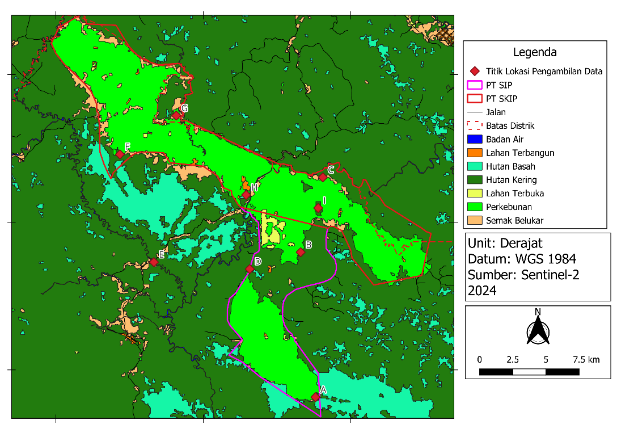 G
F
C
H
I
B
E
D
A
Legenda
Titik Lokasi Pengambilan Data
PT SIP
PT SKIP
Jalan
Batas Distrik
Badan Air
Lahan Terbangun
Hutan Basah
Hutan Kering
Lahan Terbuka
Perkebunan
Semak Belukar
Unit: Derajat
Datum: WGS 1984
Sumber: Sentinel-2
2024
N
0 2.5 5 7.5 km